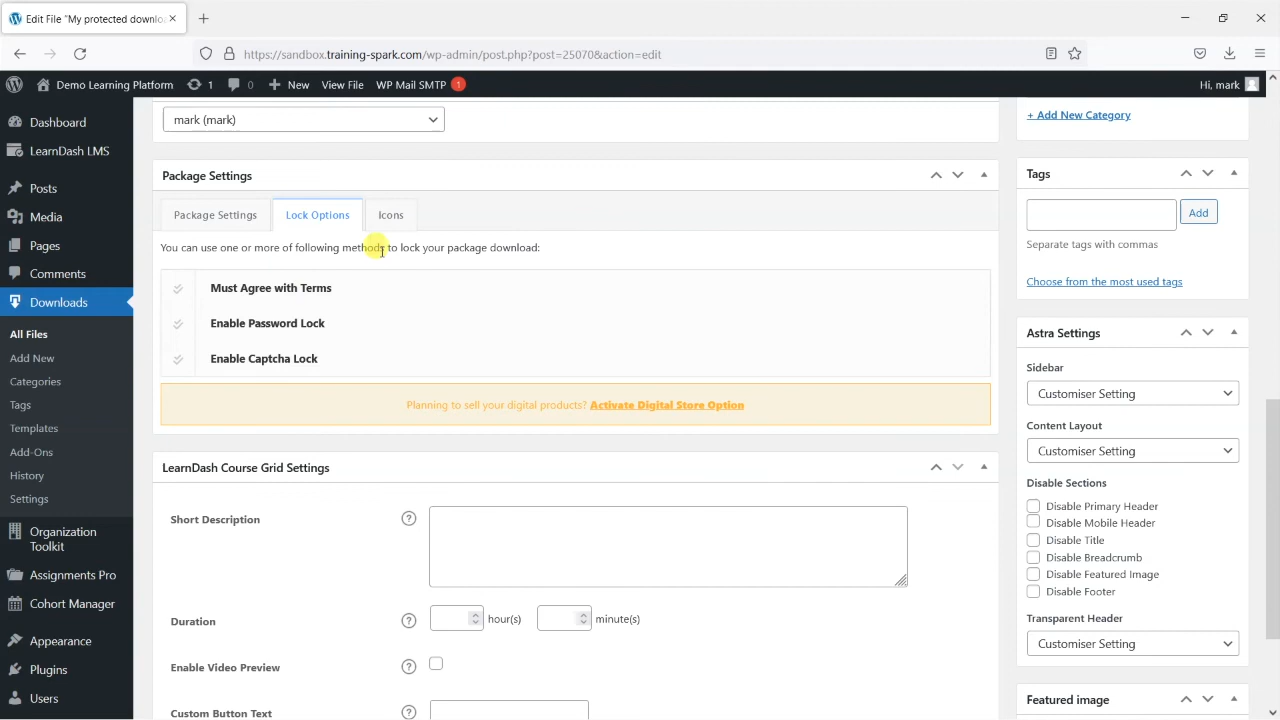 Edit File “My protected downlo
https://sandbox.training-spark.com/wp-admin/post.php?post=25070&action=edit
Demo Learning Platform
1
0
New
View File
WP Mail SMTP
1
Hi, mark
Dashboard
LearnDash LMS
Posts
Media
Pages
Comments
Downloads
All Files
Add New
Categories
Tags
Templates
Add-Ons
History
Settings
Organization
Toolkit
Assignments Pro
Cohort Manager
Appearance
Plugins
Users
mark (mark)
Package Settings
Package Settings
Lock Options
Icons
You can use one or more of following methods to lock your package download:
Must Agree with Terms
Enable Password Lock
Enable Captcha Lock
Planning to sell your digital products? Activate Digital Store Option
LearnDash Course Grid Settings
Short Description
Duration
hour(s)
minute(s)
Enable Video Preview
Custom Button Text
+ Add New Category
Tags
Add
Separate tags with commas
Choose from the most used tags
Astra Settings
Sidebar
Customiser Setting
Content Layout
Customiser Setting
Disable Sections
Disable Primary Header
Disable Mobile Header
Disable Title
Disable Breadcrumb
Disable Featured Image
Disable Footer
Transparent Header
Customiser Setting
Featured image